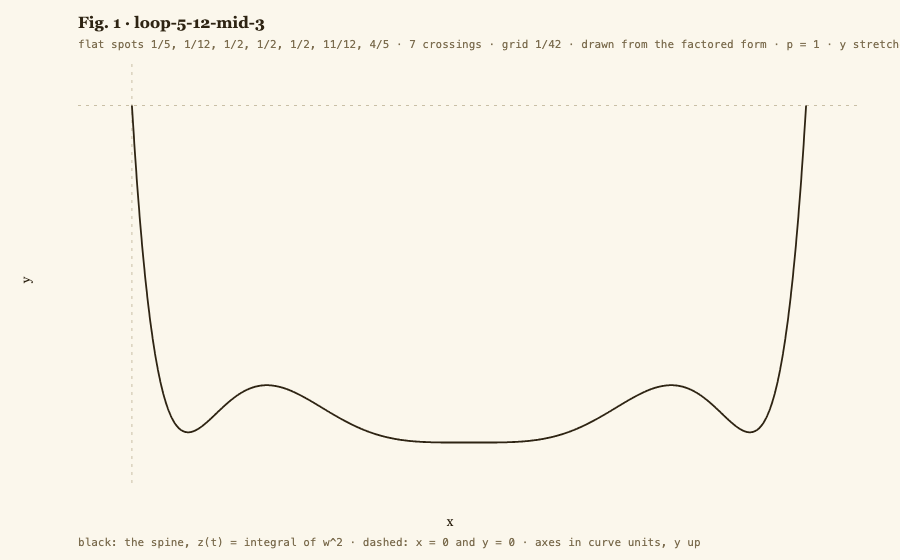 Fig. 1 · loop-5-12-mid-3
flat spots 1/5, 1/12, 1/2, 1/2, 1/2, 11/12, 4/5 · 7 crossings · grid 1/42 · drawn from the factored form · p = 1 · y stretch
y
x
black: the spine, z(t) = integral of w^2 · dashed: x = 0 and y = 0 · axes in curve units, y up